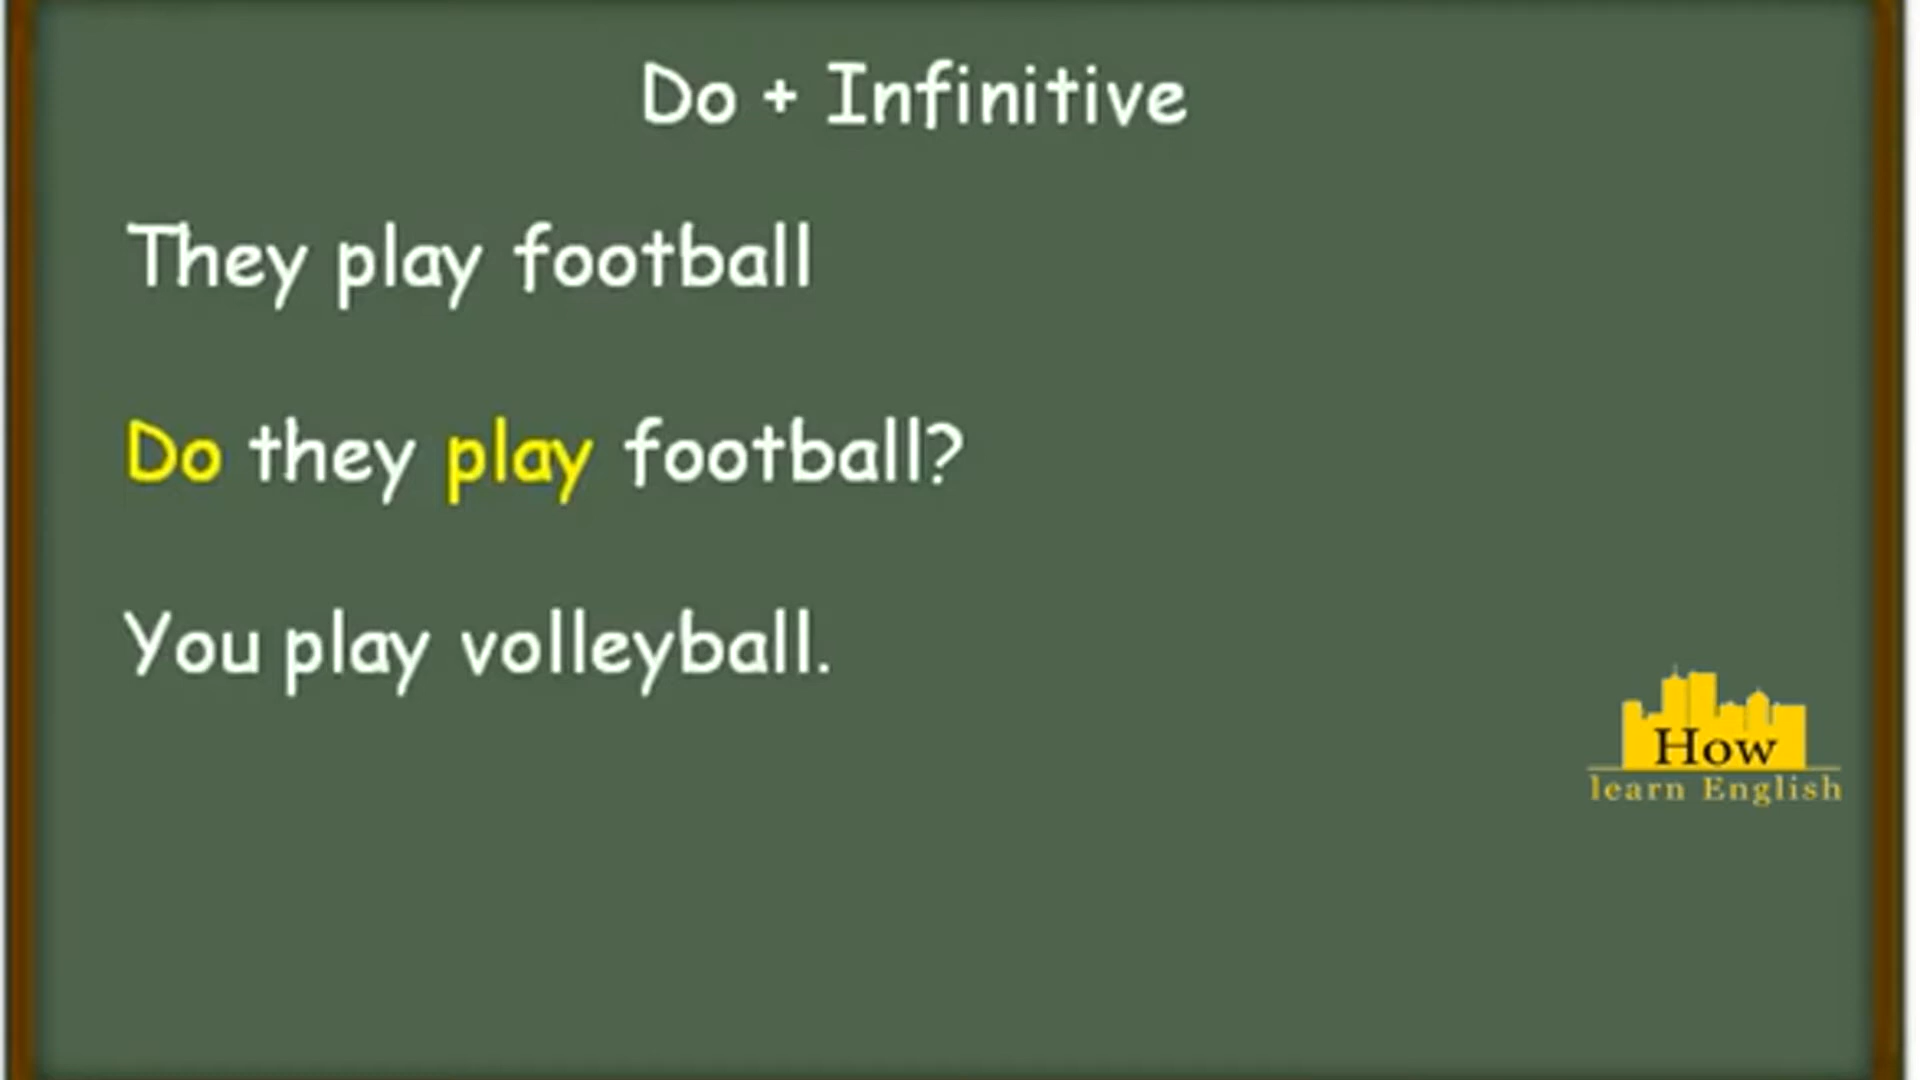 Do + Infinitive
They play football
Do they play football?
You play volleyball.
How
learn English